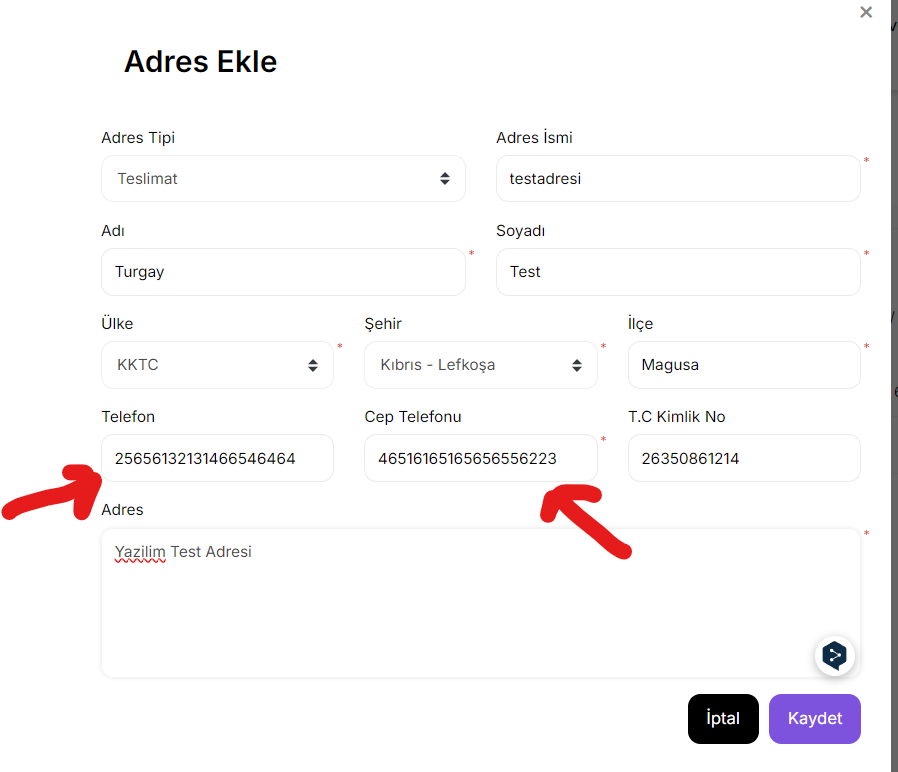 Adres Ekle
Adres Tipi
Adres İsmi
Teslimat
testadresi
*
Adı
Soyadı
Turgay
*
Test
*
Ülke
Şehir
İlçe
KKTC
*
Kıbrıs - Lefkoşa
*
Magusa
*
Telefon
Cep Telefonu
T.C Kimlik No
25656132131466546464
46516165165656556223
*
26350861214
Adres
Yazilim Test Adresi
*
İptal
Kaydet